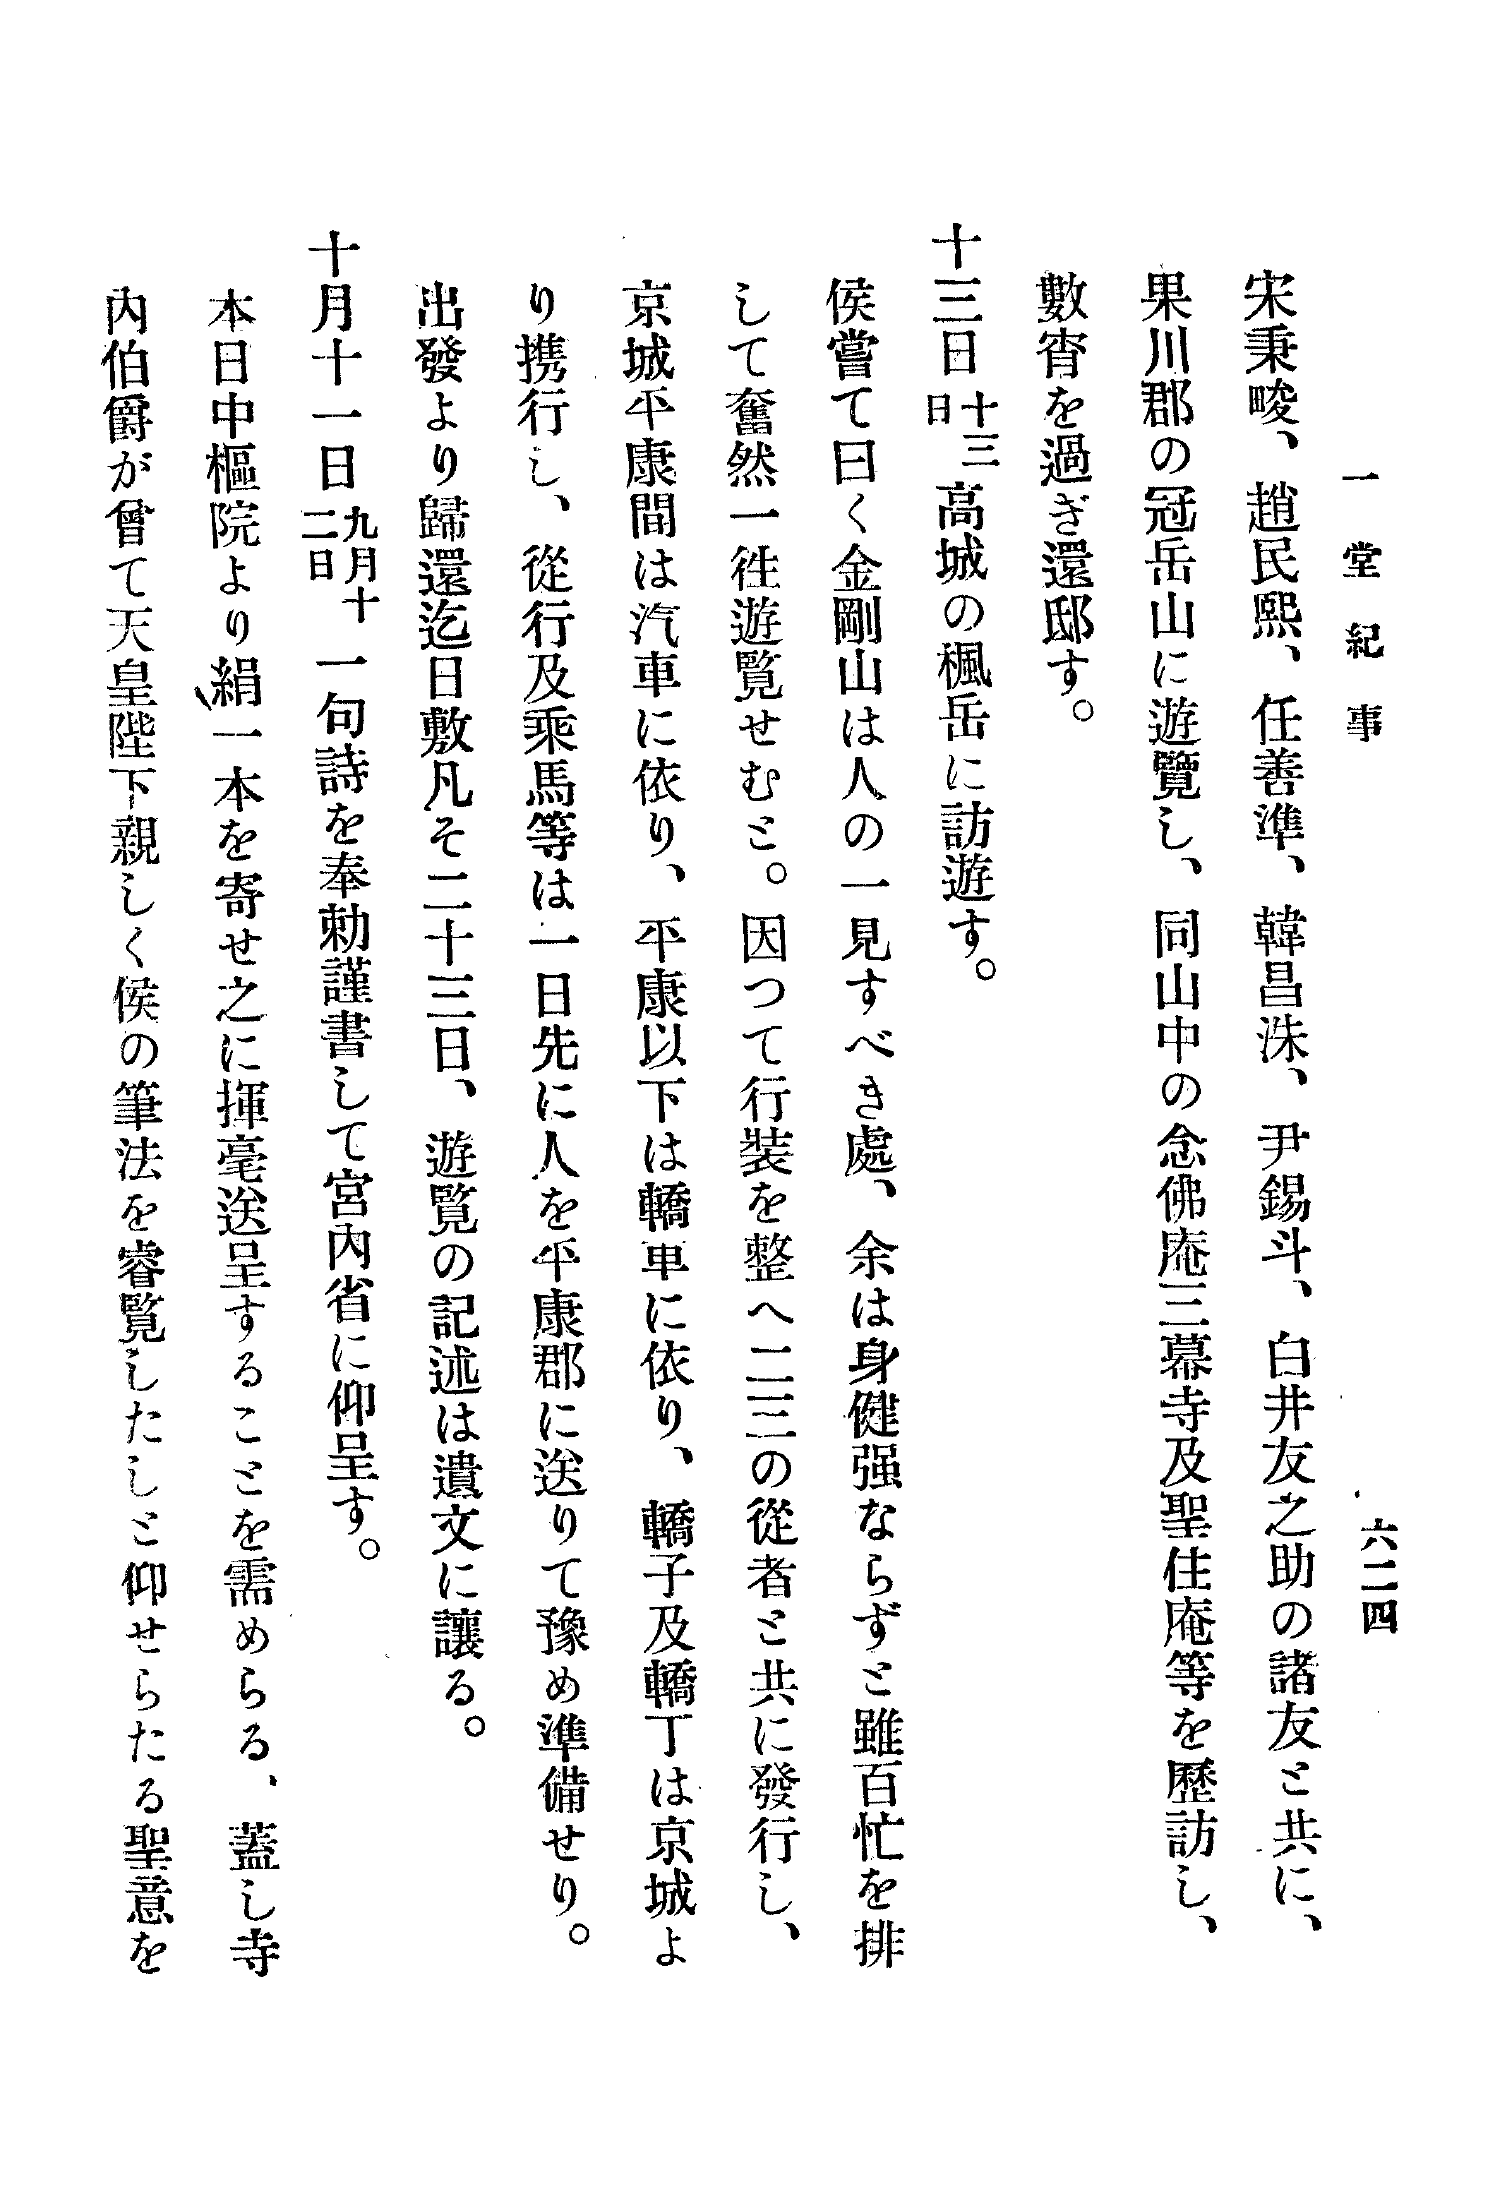 一堂紀事
六二四
宋秉畯、趙民熙、任善準、韓昌洙、尹錫斗、白井友之助の諸友と共に、
果川郡の冠岳山に遊覽し、同山中の念佛庵三幕寺及聖住庵等を歷訪し、
數宵を過ぎ還邸す。
十三日十三日高城の楓岳に訪遊す。
侯嘗て曰く金剛山は人の一見すべき處、余は身健强ならずと雖百忙を排
して奮然一徃遊覧せむと。因つて行装を整へ二三の從者と共に發行し、
京城平康間は汽車に依り、平康以下は轎車に依り、轎子及轎丁は京城よ
り携行し、從行及乘馬等は一日先に人を平康郡に送りて豫め準備せり。
出發より歸還迄日數凡そ二十三日、遊覧の記述は遺文に讓る。
十月十一日九月十二日一句詩を奉勅謹書して宮內省に仰呈す。
本日中樞院より絹一本を寄せ之に揮毫送呈することを需めらる、蓋し寺
內伯爵が曾て天皇陛下親しく侯の筆法を睿覧したしと仰せらたる聖意を